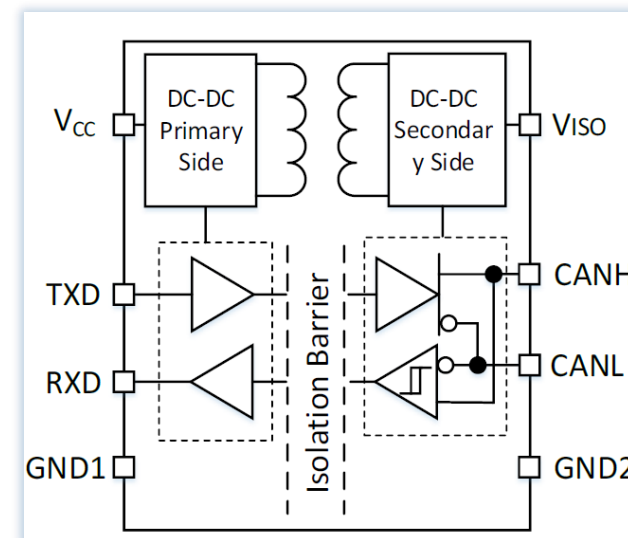 DC-DC
Primary
Side
DC-DC
Secondar
y Side
VCC
VISO
TXD
CANH
RXD
CANL
Isolation Barrier
GND1
GND2